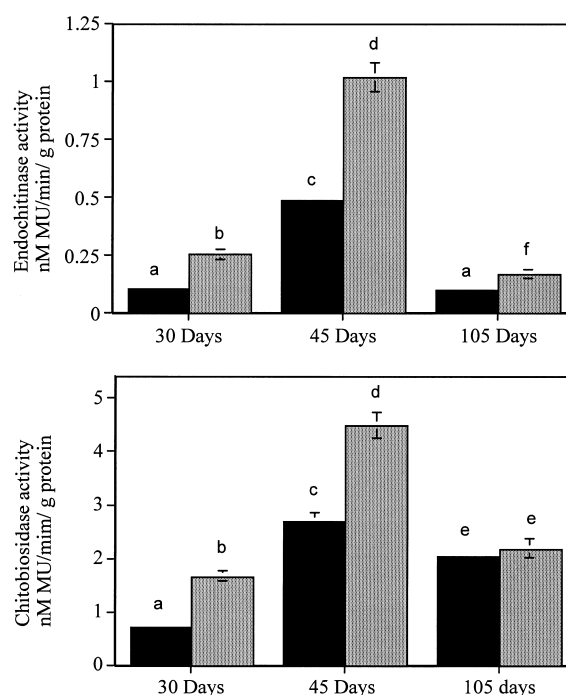 Endochitinase activity
nM MU/min/ g protein
1.25
1
0.75
0.5
0.25
0
a
b
c
d
a
f
30 Days
45 Days
105 Days
Chitobiosidase activity
nM MU/mim/ g protein
5
4
3
2
1
0
a
b
c
d
e
e
30 Days
45 Days
105 days